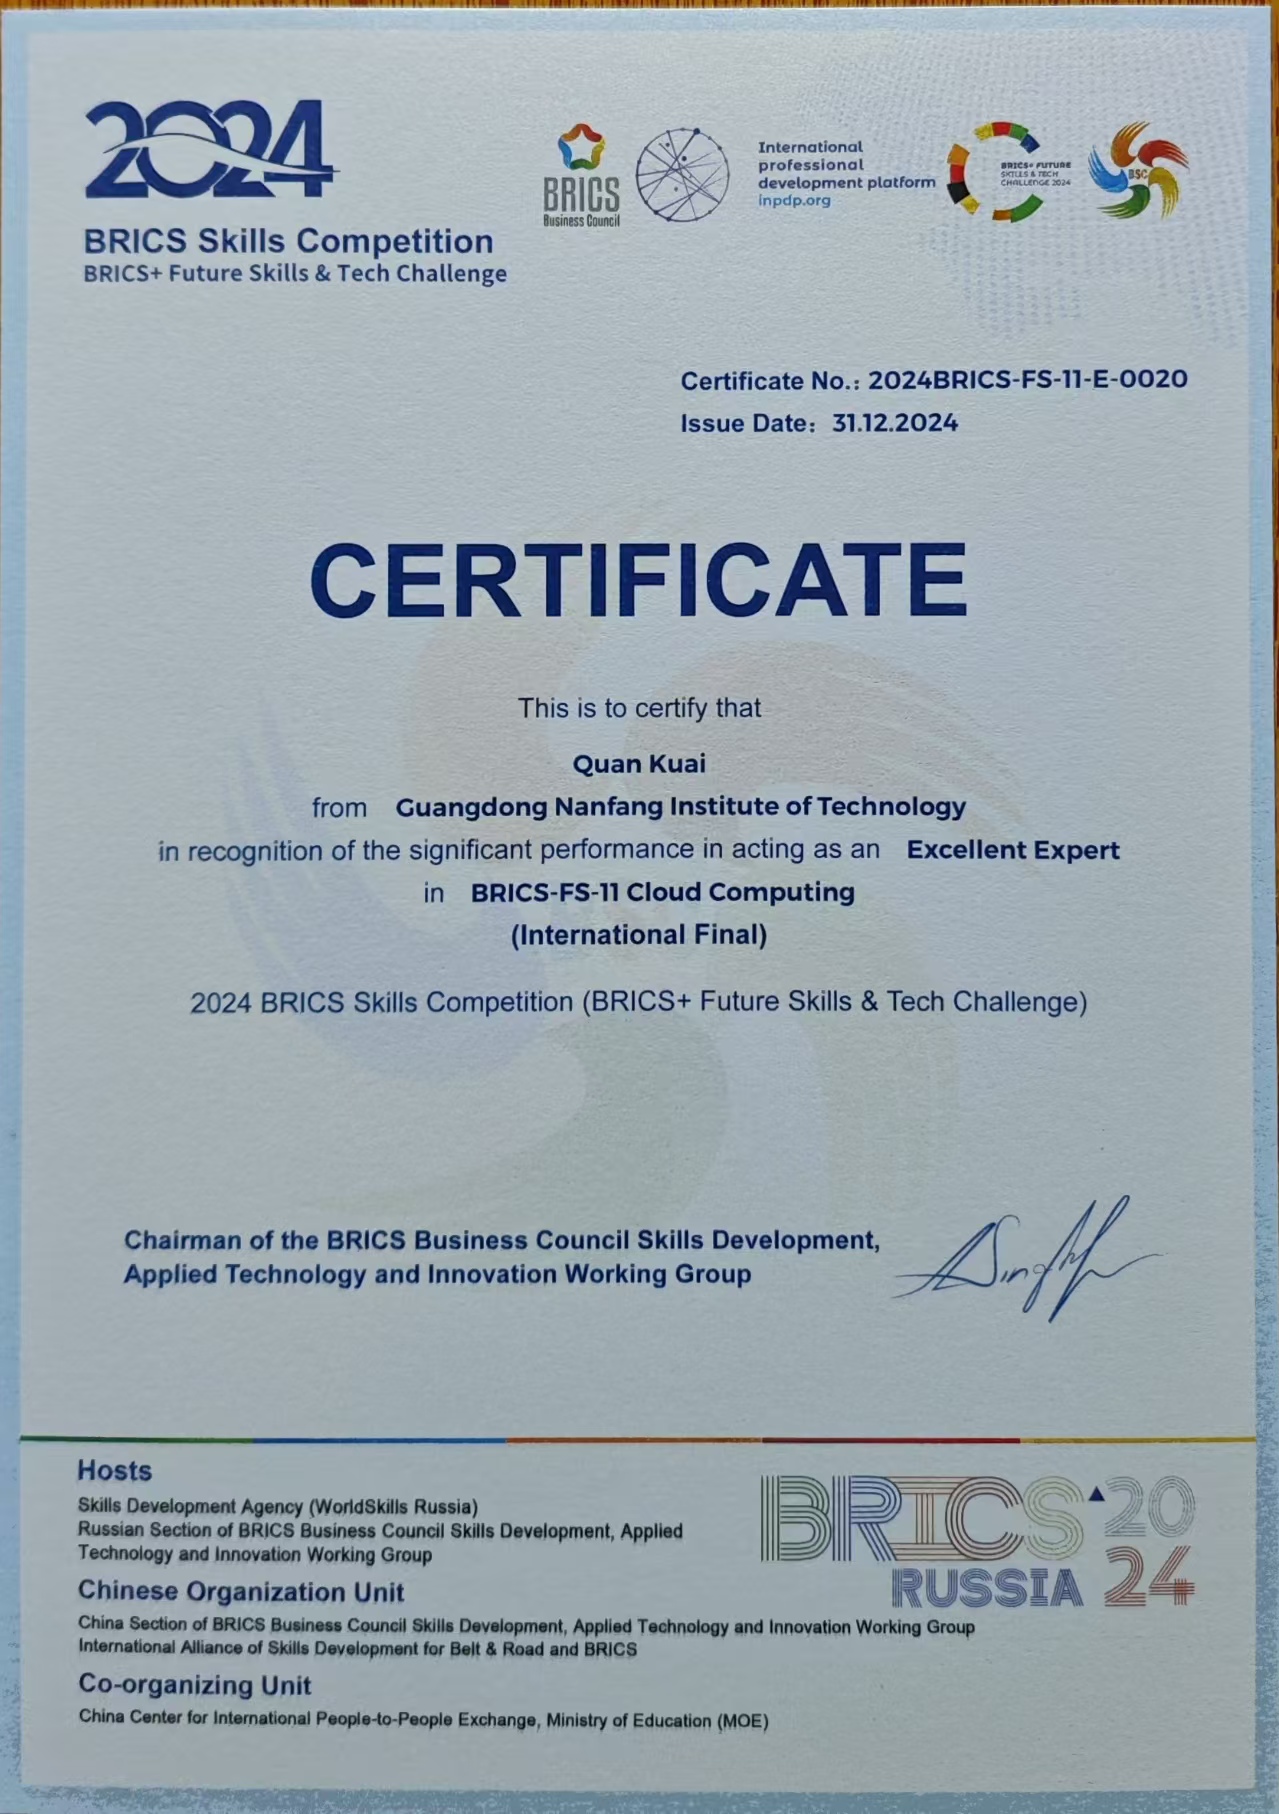 2024
BRICS Skills Competition
BRICS+ Future Skills & Tech Challenge
BRICS
Business Council
International
professional
development platform
inpdp.org
BRICS+ FUTURE
SKILLS & TECH
CHALLENGE 2024
BSC
Certificate No.: 2024BRICS-FS-11-E-0020
Issue Date: 31.12.2024
CERTIFICATE
This is to certify that
Quan Kuai
from Guangdong Nanfang Institute of Technology
in recognition of the significant performance in acting as an Excellent Expert
in BRICS-FS-11 Cloud Computing
(International Final)
2024 BRICS Skills Competition (BRICS+ Future Skills & Tech Challenge)
Chairman of the BRICS Business Council Skills Development,
Applied Technology and Innovation Working Group
Hosts
Skills Development Agency (WorldSkills Russia)
Russian Section of BRICS Business Council Skills Development, Applied
Technology and Innovation Working Group
Chinese Organization Unit
China Section of BRICS Business Council Skills Development, Applied Technology and Innovation Working Group
International Alliance of Skills Development for Belt & Road and BRICS
Co-organizing Unit
China Center for International People-to-People Exchange, Ministry of Education (MOE)
BRICS 20
RUSSIA 24